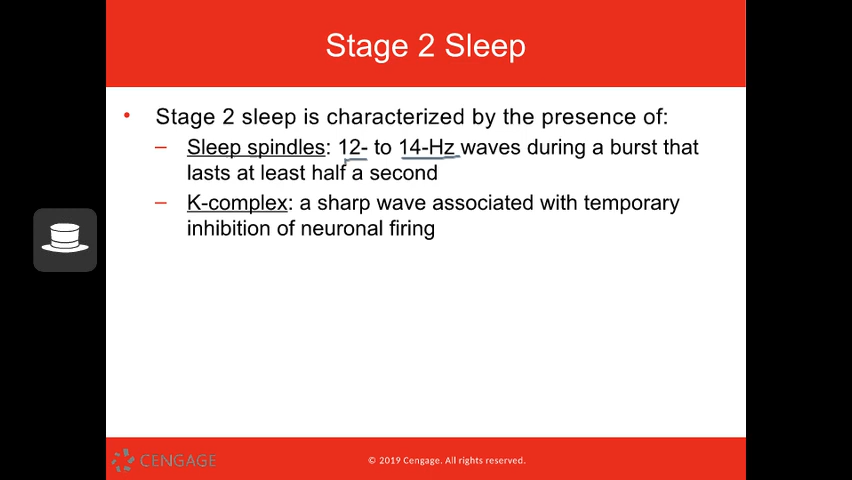 Stage 2 Sleep
• Stage 2 sleep is characterized by the presence of:
– Sleep spindles: 12- to 14-Hz waves during a burst that
lasts at least half a second
– K-complex: a sharp wave associated with temporary
inhibition of neuronal firing
CENGAGE
© 2019 Cengage. All rights reserved.